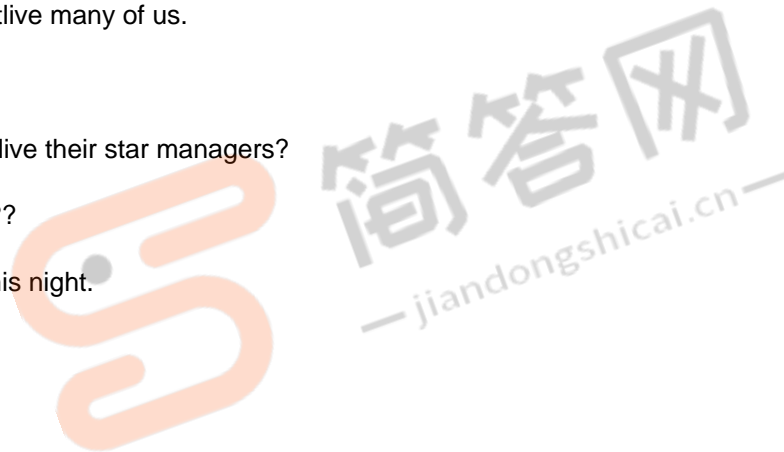 tlive many of us.
live their star managers?
?
is night.
简答网
jiandongshicai.cn